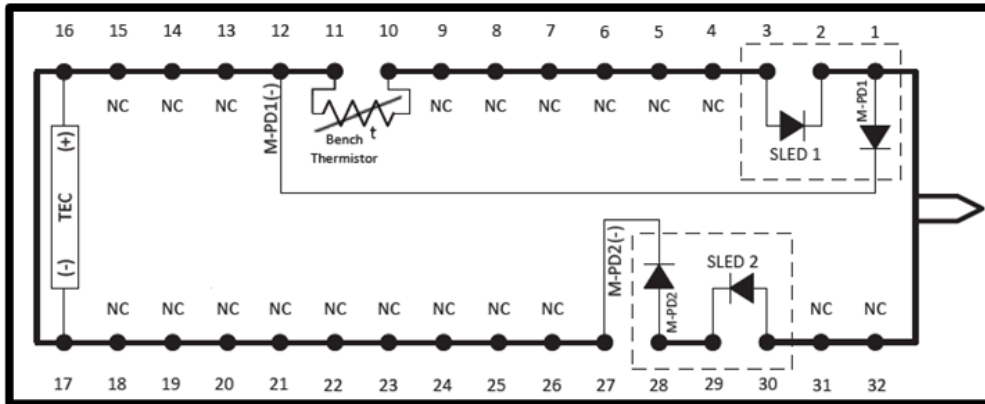 16 15 14 13 12 11 10 9 8 7 6 5 4 3 2 1
NC NC NC NC NC NC NC NC NC
M-PD1(-)
t
Bench
Thermistor
SLED 1
M-PD1
(+)
TEC
(-)
M-PD2(-)
SLED 2
M-PD2
NC NC NC NC NC NC NC NC NC NC NC
17 18 19 20 21 22 23 24 25 26 27 28 29 30 31 32